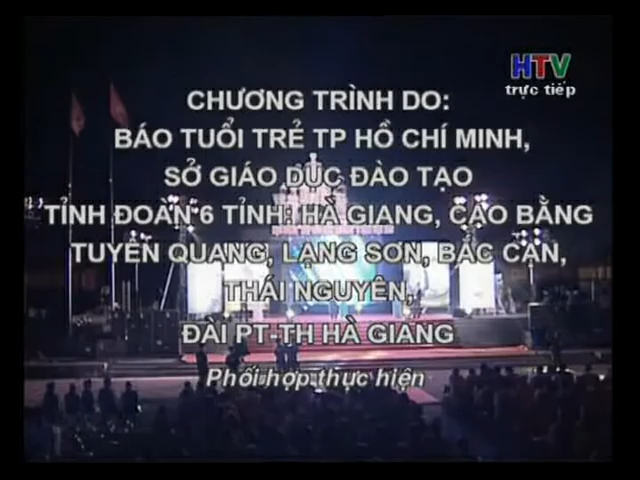 HTV
trực tiếp
CHƯƠNG TRÌNH DO:
BÁO TUỔI TRẺ TP HỒ CHÍ MINH,
SỞ GIÁO DỤC ĐÀO TẠO
TỈNH ĐOÀN 6 TỈNH: HÀ GIANG, CAO BẰNG
TUYÊN QUANG, LẠNG SƠN, BẮC CẠN,
THÁI NGUYÊN,
ĐÀI PT-TH HÀ GIANG
Phối hợp thực hiện